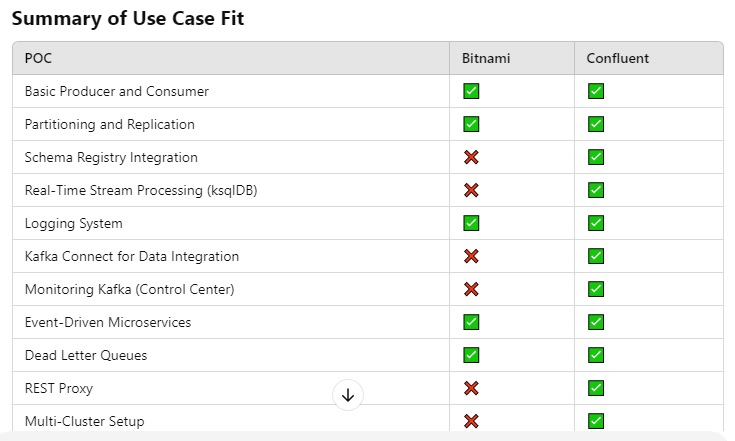 Summary of Use Case Fit
POC Bitnami Confluent
Basic Producer and Consumer ✅ ✅
Partitioning and Replication ✅ ✅
Schema Registry Integration ❌ ✅
Real-Time Stream Processing (ksqlDB) ❌ ✅
Logging System ✅ ✅
Kafka Connect for Data Integration ❌ ✅
Monitoring Kafka (Control Center) ❌ ✅
Event-Driven Microservices ✅ ✅
Dead Letter Queues ✅ ✅
REST Proxy ❌ ✅
Multi-Cluster Setup ❌ ✅